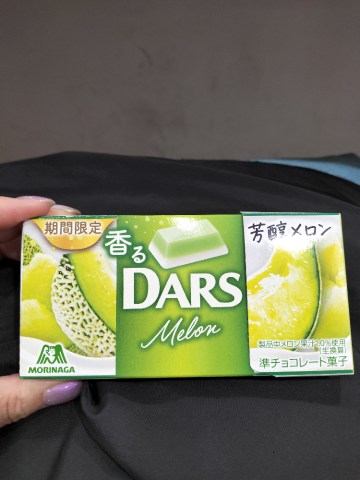 期間限定
香る
DARS
Melon
芳醇メロン
MORINAGA
製品中メロン果汁1.0%使用
(生換算)
準チョコレート菓子